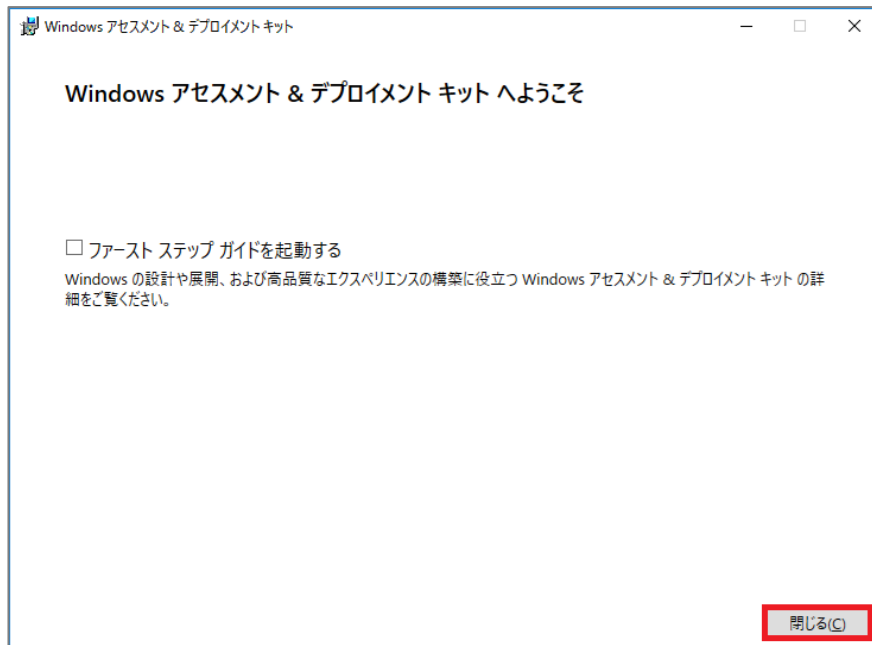 Windows アセスメント & デプロイメント キット
Windows アセスメント & デプロイメント キット へようこそ
ファースト ステップ ガイドを起動する
Windows の設計や展開、および高品質なエクスペリエンスの構築に役立つ Windows アセスメント & デプロイメント キット の詳
細をご覧ください。
閉じる(C)